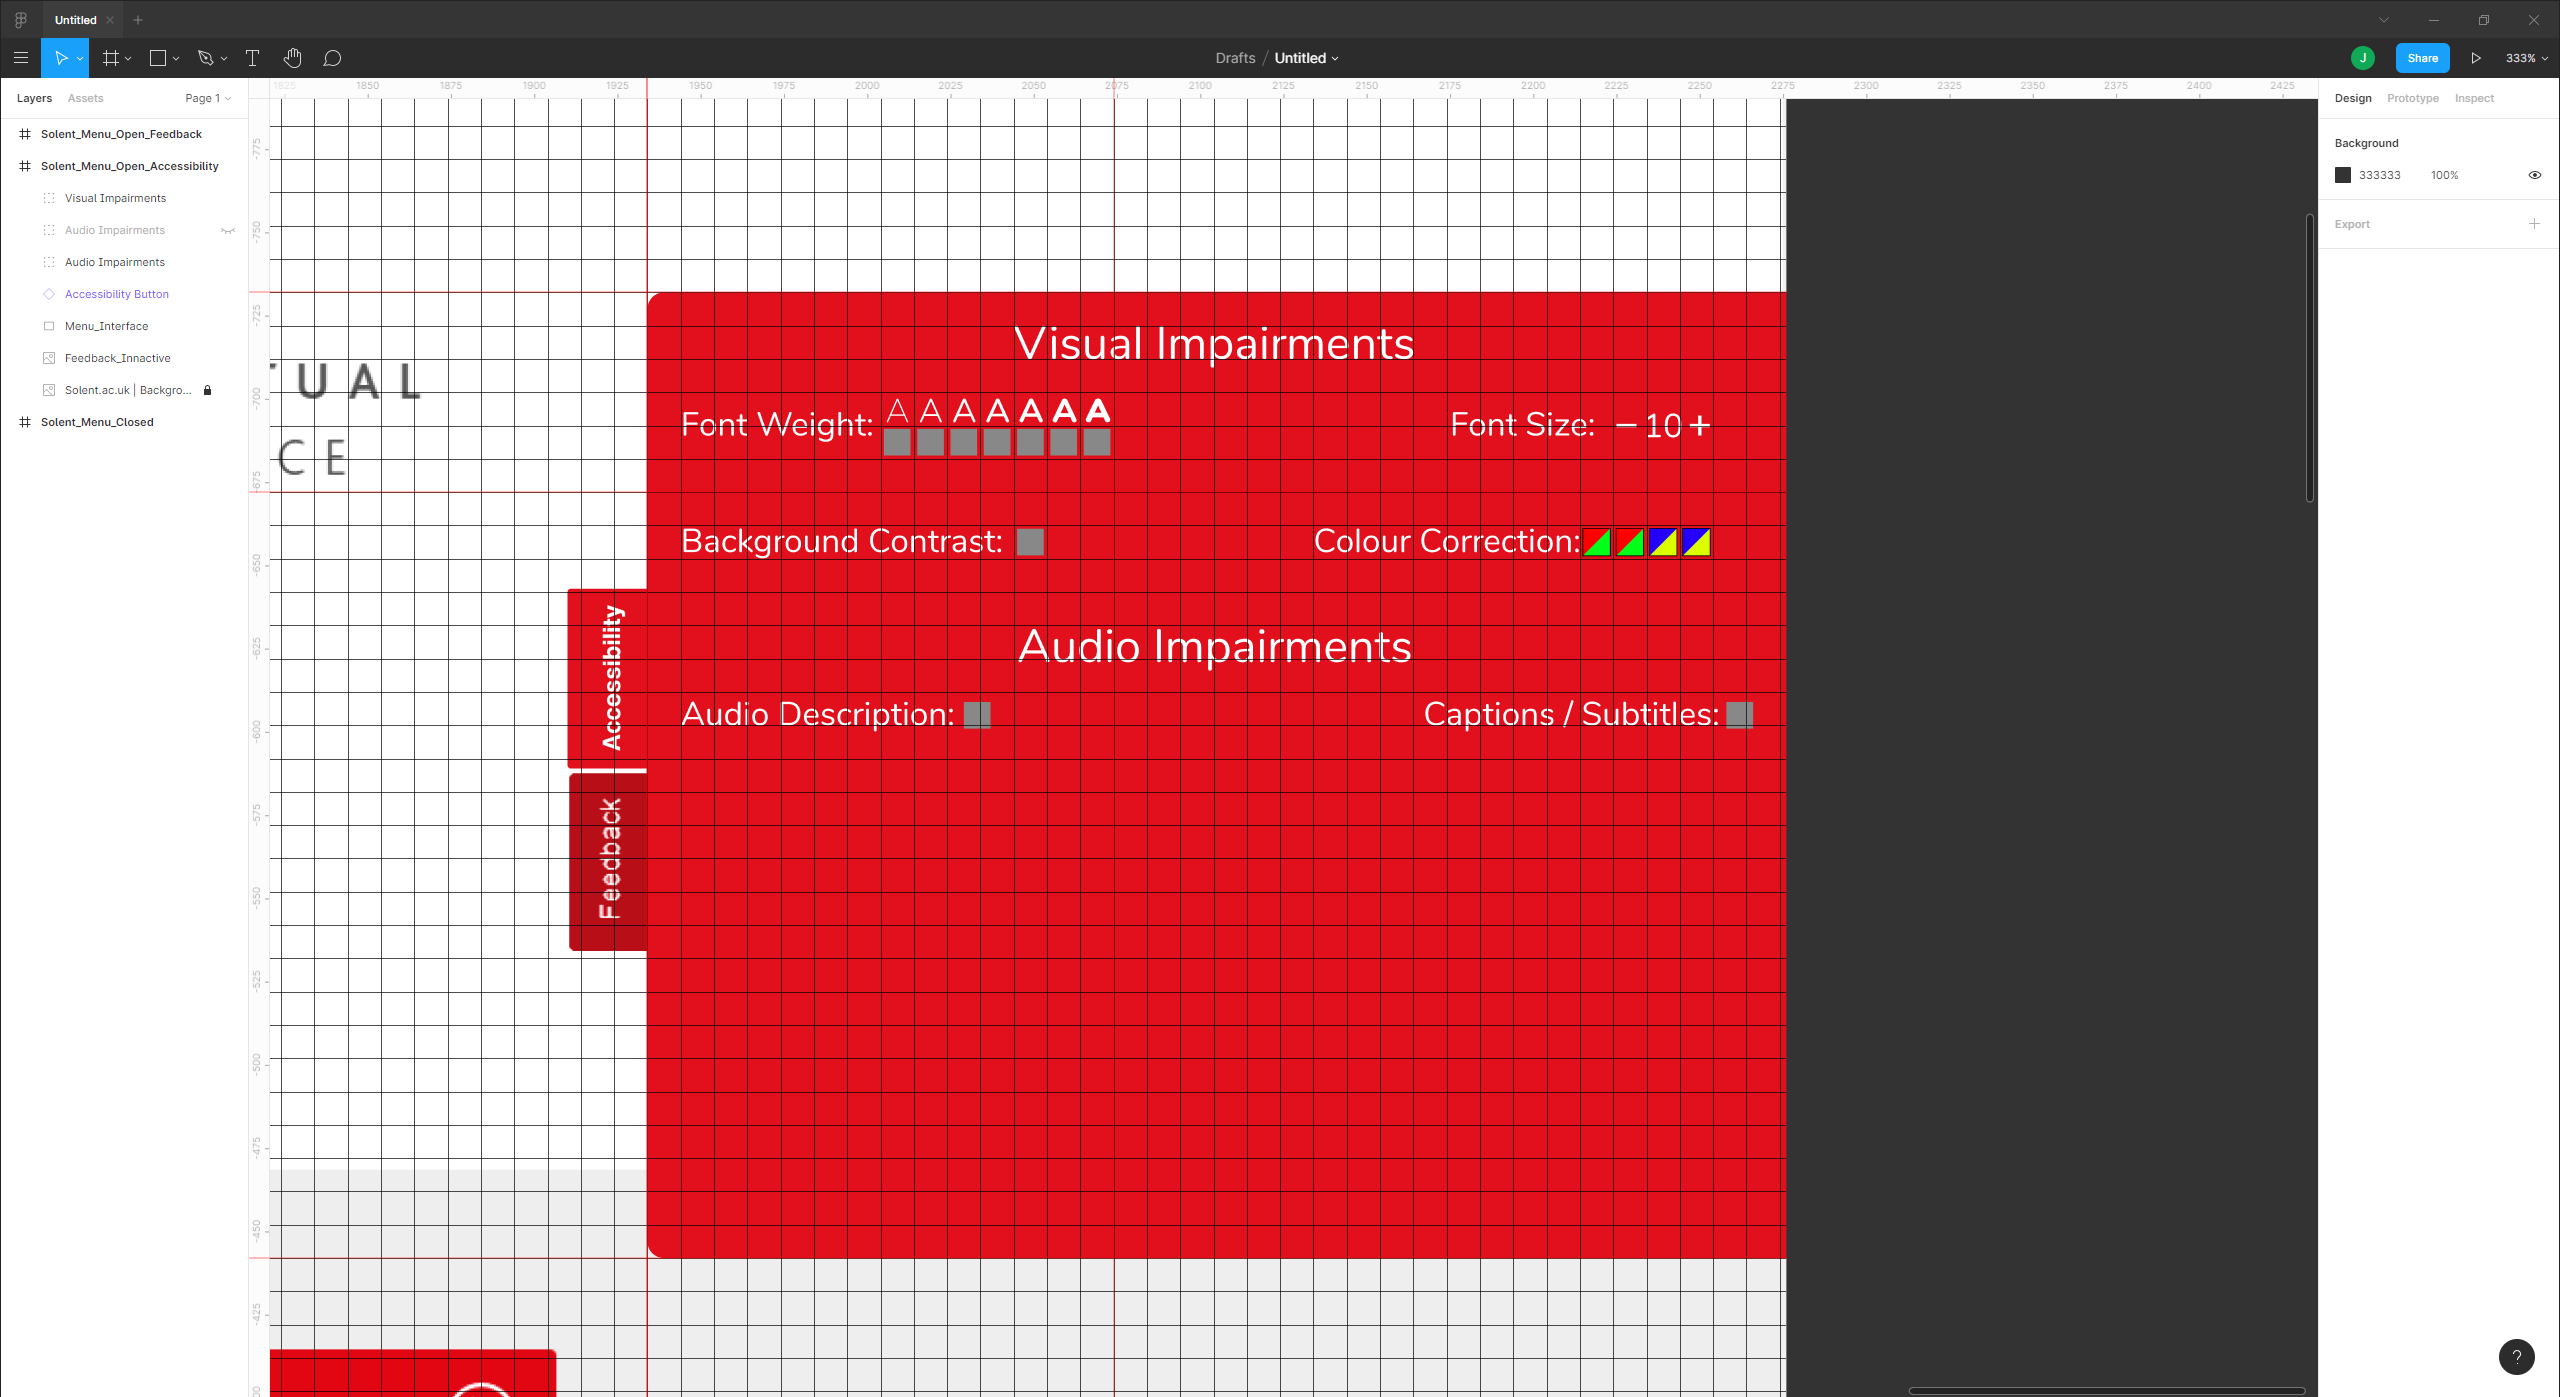 Untitled
Drafts / Untitled
J
Share
333%
Layers
Assets
Page 1
1825 1850 1875 1900 1925 1950 1975 2000 2025 2050 2075 2100 2125 2150 2175 2200 2225 2250 2275 2300 2325 2350 2375 2400 2425
Design
Prototype
Inspect
Solent_Menu_Open_Feedback
Solent_Menu_Open_Accessibility
Visual Impairments
Audio Impairments
Audio Impairments
Accessibility Button
Menu_Interface
Feedback_Innactive
Solent.ac.uk | Backgro...
Solent_Menu_Closed
-775
-750
-725
-700
-675
-650
-625
-600
-575
-550
-525
-500
-475
-450
-425
UAL
CE
Visual Impairments
Font Weight: A A A A A A A
Font Size: − 10 +
Background Contrast:
Colour Correction:
Audio Impairments
Audio Description:
Captions / Subtitles:
Accessibility
Feedback
Background
333333 100%
Export
?